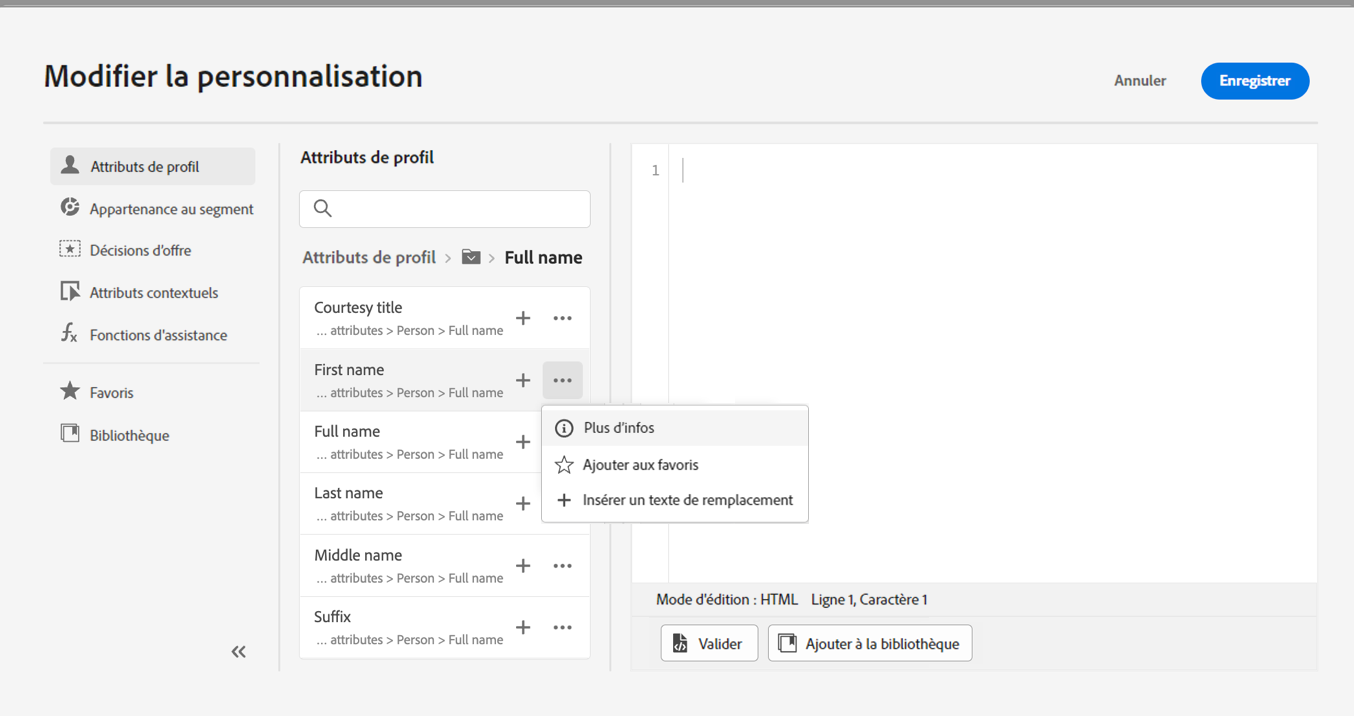 Modifier la personnalisation
Annuler
Enregistrer
Attributs de profil
Appartenance au segment
Décisions d'offre
Attributs contextuels
Fonctions d'assistance
Favoris
Bibliothèque
Attributs de profil
Attributs de profil > > Full name
Courtesy title
... attributes > Person > Full name
First name
... attributes > Person > Full name
Full name
... attributes > Person > Full name
Last name
... attributes > Person > Full name
Middle name
... attributes > Person > Full name
Suffix
... attributes > Person > Full name
Plus d'infos
Ajouter aux favoris
Insérer un texte de remplacement
1
Mode d'édition : HTML Ligne 1, Caractère 1
Valider
Ajouter à la bibliothèque